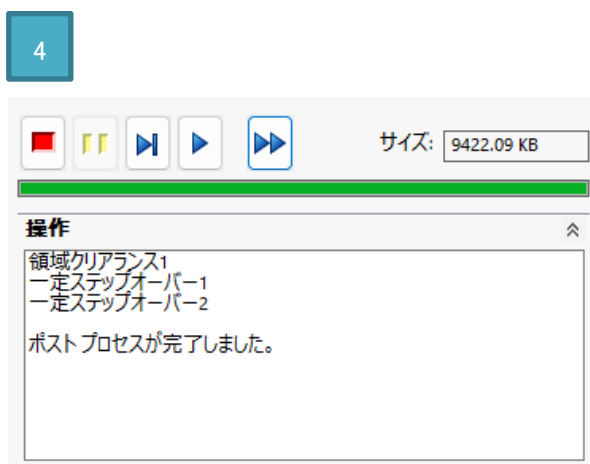 4
サイズ: 9422.09 KB
操作
領域クリアランス1
一定ステップオーバー1
一定ステップオーバー2
ポスト プロセスが完了しました。